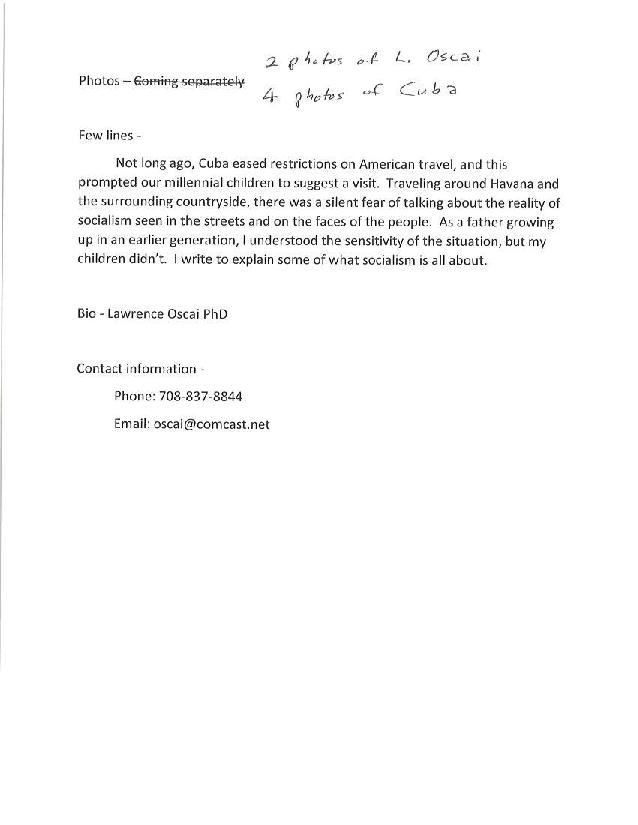 2 photos of L. Oscai
Photos – Coming separately
4 photos of Cuba
Few lines -
Not long ago, Cuba eased restrictions on American travel, and this
prompted our millennial children to suggest a visit. Traveling around Havana and
the surrounding countryside, there was a silent fear of talking about the reality of
socialism seen in the streets and on the faces of the people. As a father growing
up in an earlier generation, I understood the sensitivity of the situation, but my
children didn't. I write to explain some of what socialism is all about.
Bio - Lawrence Oscai PhD
Contact information -
Phone: 708-837-8844
Email: oscai@comcast.net